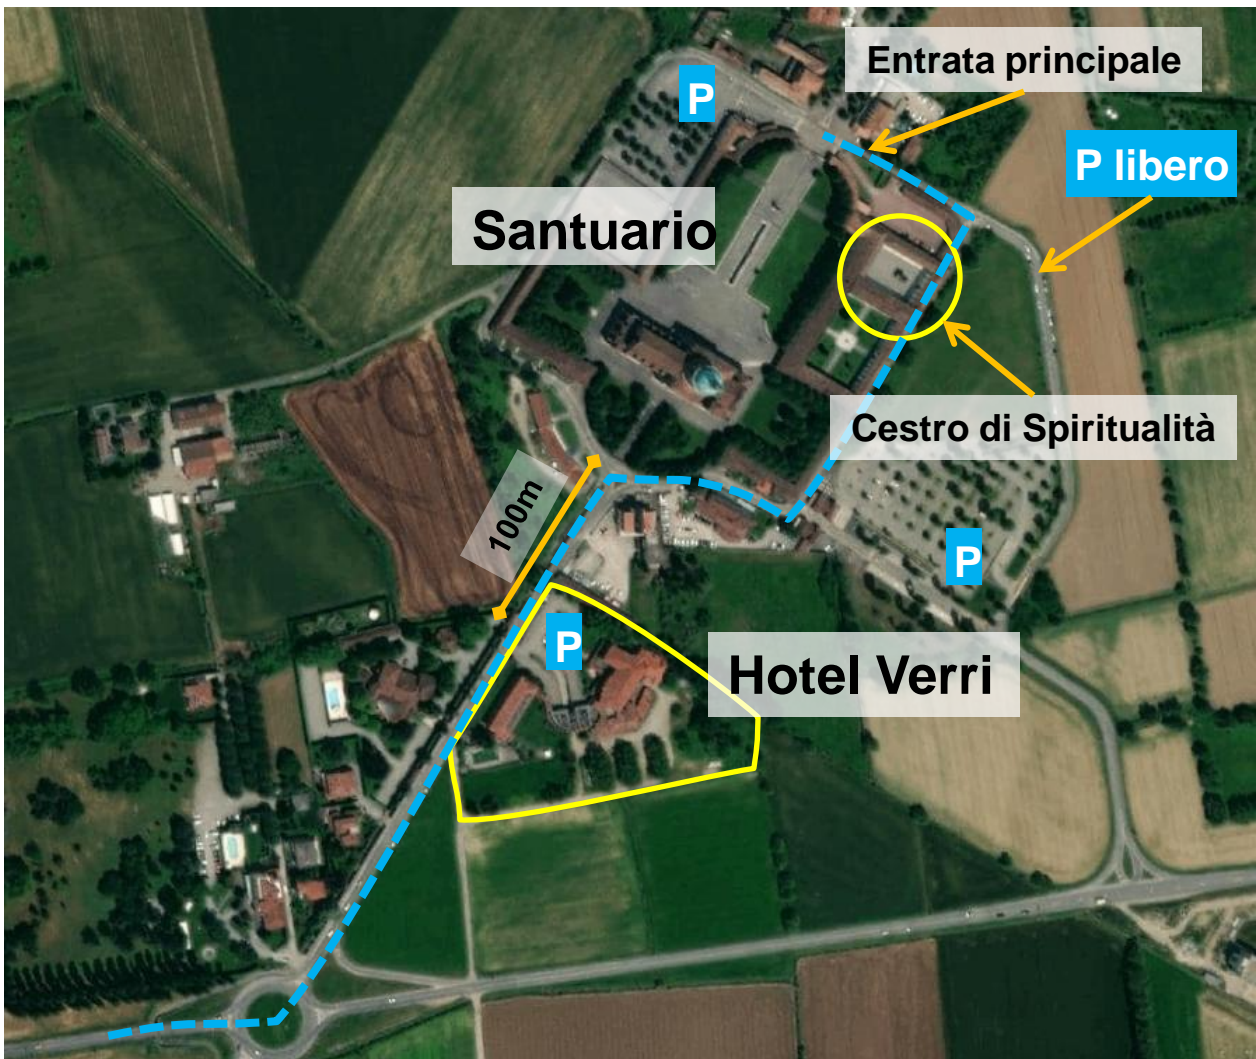 Entrata principale
P
P libero
Santuario
Cestro di Spiritualità
100m
P
P
Hotel Verri